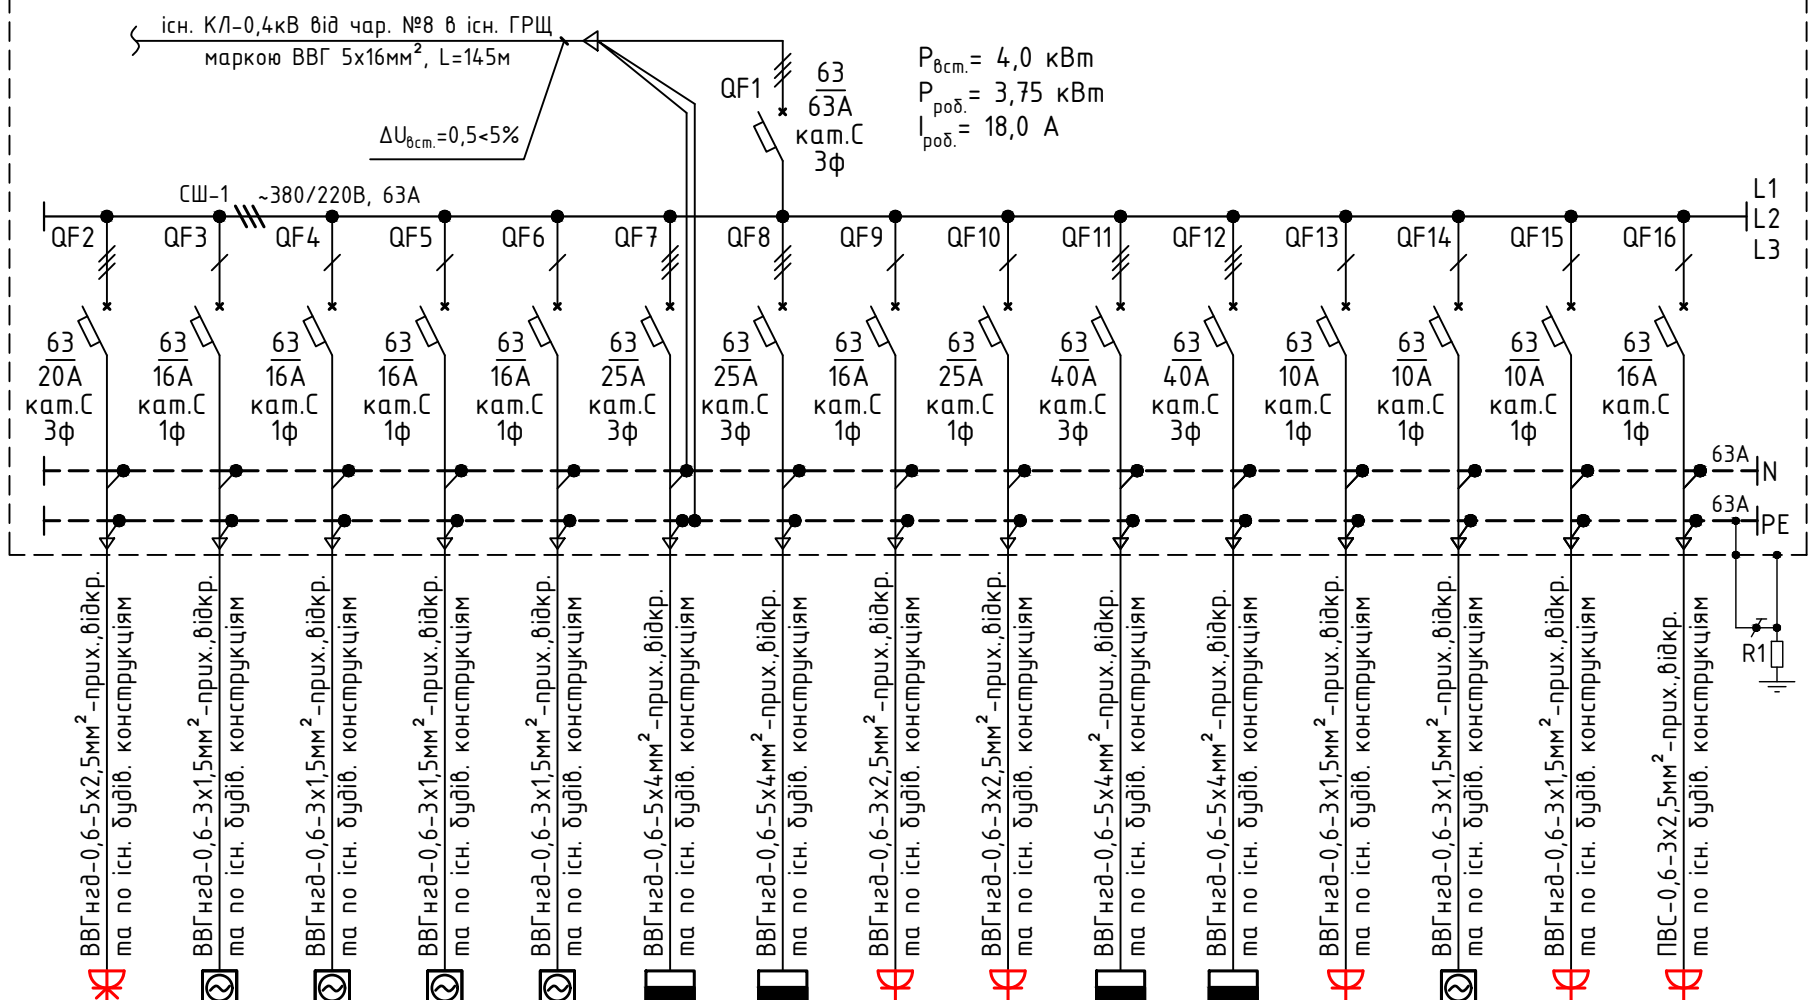 існ. КЛ-0,4кВ від чар. №8 в існ. ГРЩ
маркою ВВГ 5х16мм², L=145м
ΔUвст.=0,5<5%
QF1
63
63А
кат.С
3ф
Рвст.= 4,0 кВт
Рроб.= 3,75 кВт
Іроб.= 18,0 А
СШ-1 ~380/220В, 63А
L1
L2
L3
QF2 QF3 QF4 QF5 QF6 QF7 QF8 QF9 QF10 QF11 QF12 QF13 QF14 QF15 QF16
63 63 63 63 63 63 63 63 63 63 63 63 63 63 63
20А 16А 16А 16А 16А 25А 25А 16А 25А 40А 40А 10А 10А 10А 16А
кат.С кат.С кат.С кат.С кат.С кат.С кат.С кат.С кат.С кат.С кат.С кат.С кат.С кат.С кат.С
3ф 1ф 1ф 1ф 1ф 3ф 3ф 1ф 1ф 3ф 3ф 1ф 1ф 1ф 1ф
63А N
63А PE
R1
ВВГнгд-0,6-5х2,5мм²-прих.,відкр.
та по існ. будів. конструкціям
ВВГнгд-0,6-3х1,5мм²-прих.,відкр.
та по існ. будів. конструкціям
ВВГнгд-0,6-3х1,5мм²-прих.,відкр.
та по існ. будів. конструкціям
ВВГнгд-0,6-3х1,5мм²-прих.,відкр.
та по існ. будів. конструкціям
ВВГнгд-0,6-3х1,5мм²-прих.,відкр.
та по існ. будів. конструкціям
ВВГнгд-0,6-5х4мм²-прих.,відкр.
та по існ. будів. конструкціям
ВВГнгд-0,6-5х4мм²-прих.,відкр.
та по існ. будів. конструкціям
ВВГнгд-0,6-3х2,5мм²-прих.,відкр.
та по існ. будів. конструкціям
ВВГнгд-0,6-3х2,5мм²-прих.,відкр.
та по існ. будів. конструкціям
ВВГнгд-0,6-5х4мм²-прих.,відкр.
та по існ. будів. конструкціям
ВВГнгд-0,6-5х4мм²-прих.,відкр.
та по існ. будів. конструкціям
ВВГнгд-0,6-3х1,5мм²-прих.,відкр.
та по існ. будів. конструкціям
ВВГнгд-0,6-3х1,5мм²-прих.,відкр.
та по існ. будів. конструкціям
ВВГнгд-0,6-3х1,5мм²-прих.,відкр.
та по існ. будів. конструкціям
ПВС-0,6-3х2,5мм²-прих.,відкр.
та по існ. будів. конструкціям